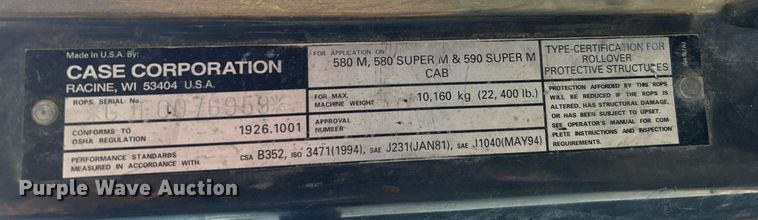 Made in U.S.A. By:
CASE CORPORATION
RACINE, WI 53404 U.S.A.
ROPS SERIAL No.
CONFORMS TO
OSHA REGULATION
1926.1001
PERFORMANCE STANDARDS
MEASURED IN ACCORDANCE WITH
CSA B352, ISO 3471(1994), SAE J231(JAN81), SAE J1040(MAY94)
FOR APPLICATION ON
580 M, 580 SUPER M & 590 SUPER M
CAB
FOR MAX.
MACHINE WEIGHT
10,160 kg (22,400 lb.)
APPROVAL
NUMBER
TYPE-CERTIFICATION FOR
ROLLOVER
PROTECTIVE STRUCTURES
PROTECTION AFFORDED BY THIS ROPS
WILL BE REDUCED IF THE ROPS IS
ALTERED, HAS STRUCTURAL DAMAGE,
OR HAS BEEN SUBJECT TO UPSET.
SEE OPERATOR'S MANUAL FOR COM-
PLETE INSTRUCTIONS AND INSPECTION
REQUIREMENTS.
Purple Wave Auction